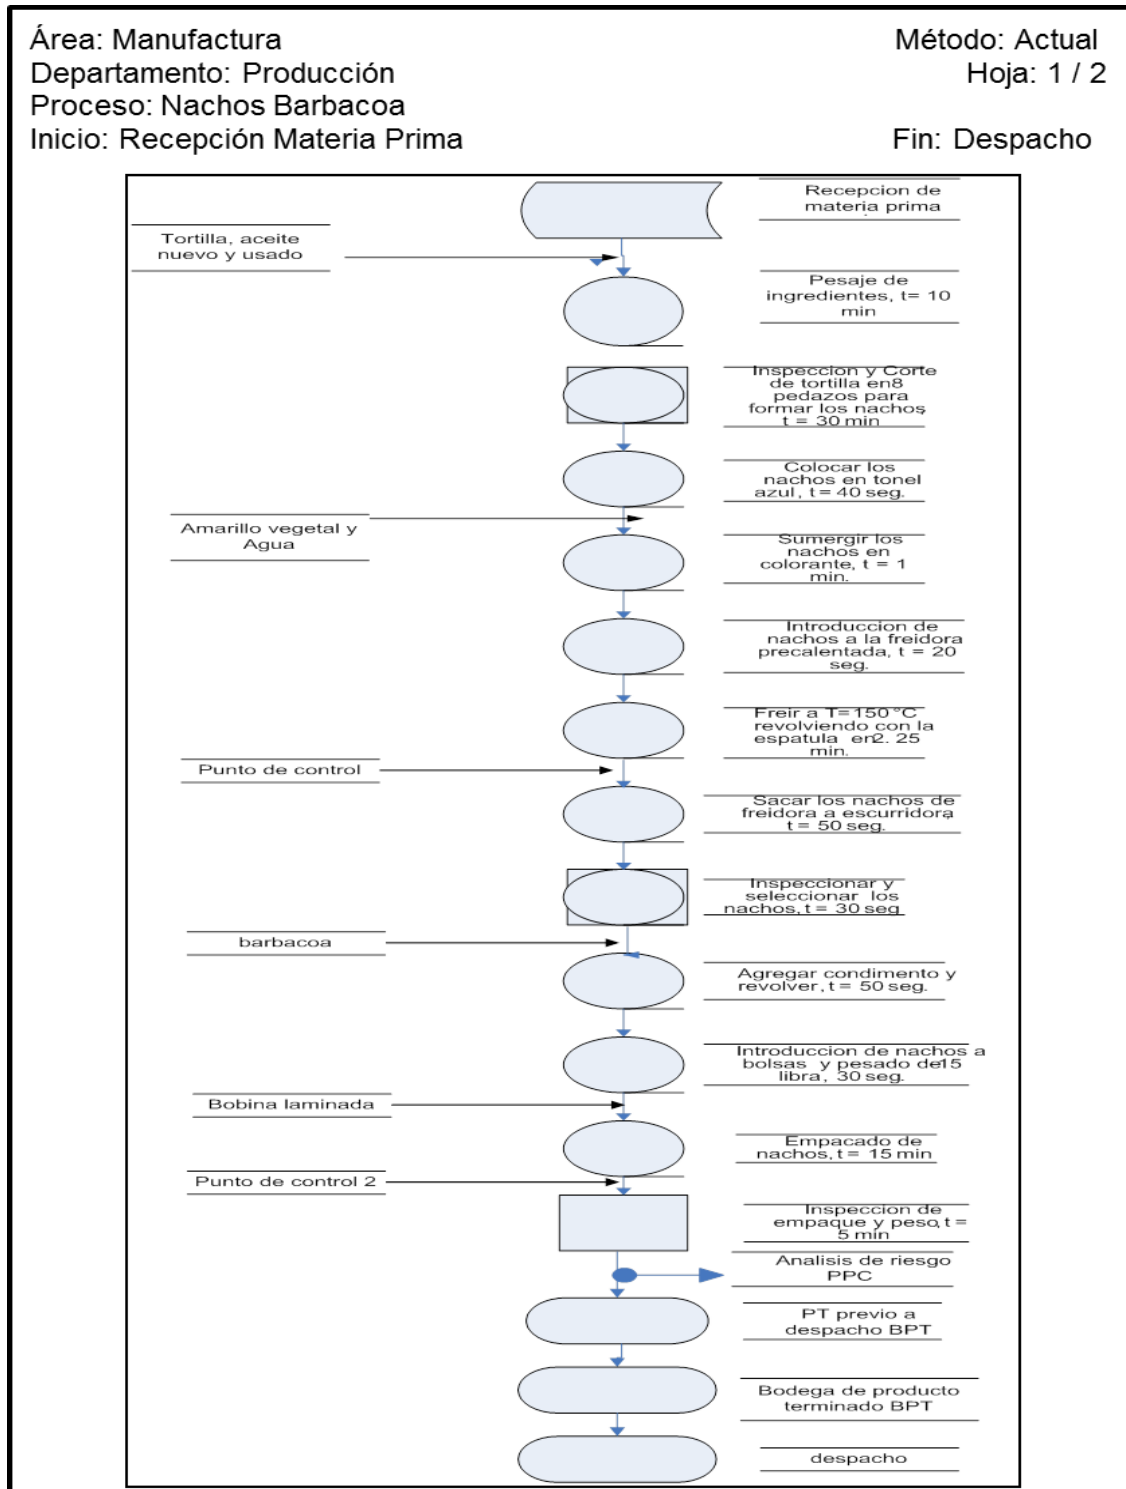 Área: Manufactura
Método: Actual
Departamento: Producción
Hoja: 1 / 2
Proceso: Nachos Barbacoa
Inicio: Recepción Materia Prima
Fin: Despacho
Recepcion de
materia prima
Tortilla, aceite
nuevo y usado
Pesaje de
ingredientes, t= 10
min
Inspeccion y Corte
de tortilla en8
pedazos para
formar los nachos,
t = 30 min
Colocar los
nachos en tonel
azul, t= 40 seg.
Amarillo vegetal y
Agua
Sumergir los
nachos en
colorante, t = 1
min.
Introduccion de
nachos a la freidora
precalentada, t = 20
seg.
Freir a T=150 °C
revolviendo con la
espatula en2. 25
min.
Punto de control
Sacar los nachos de
freidora a escurridora,
t = 50 seg.
Inspeccionar y
seleccionar los
nachos, t = 30 seg
barbacoa
Agregar condimento y
revolver, t = 50 seg.
Introduccion de nachos a
bolsas y pesado de15
libra, 30 seg.
Bobina laminada
Empacado de
nachos, t = 15 min
Punto de control 2
Inspeccion de
empaque y peso, t =
5 min
Analisis de riesgo
PPC
PT previo a
despacho BPT
Bodega de producto
terminado BPT
despacho